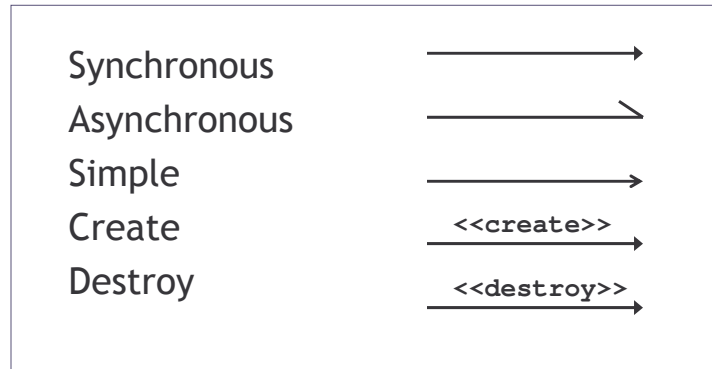 Synchronous
Asynchronous
Simple
Create <<create>>
Destroy <<destroy>>